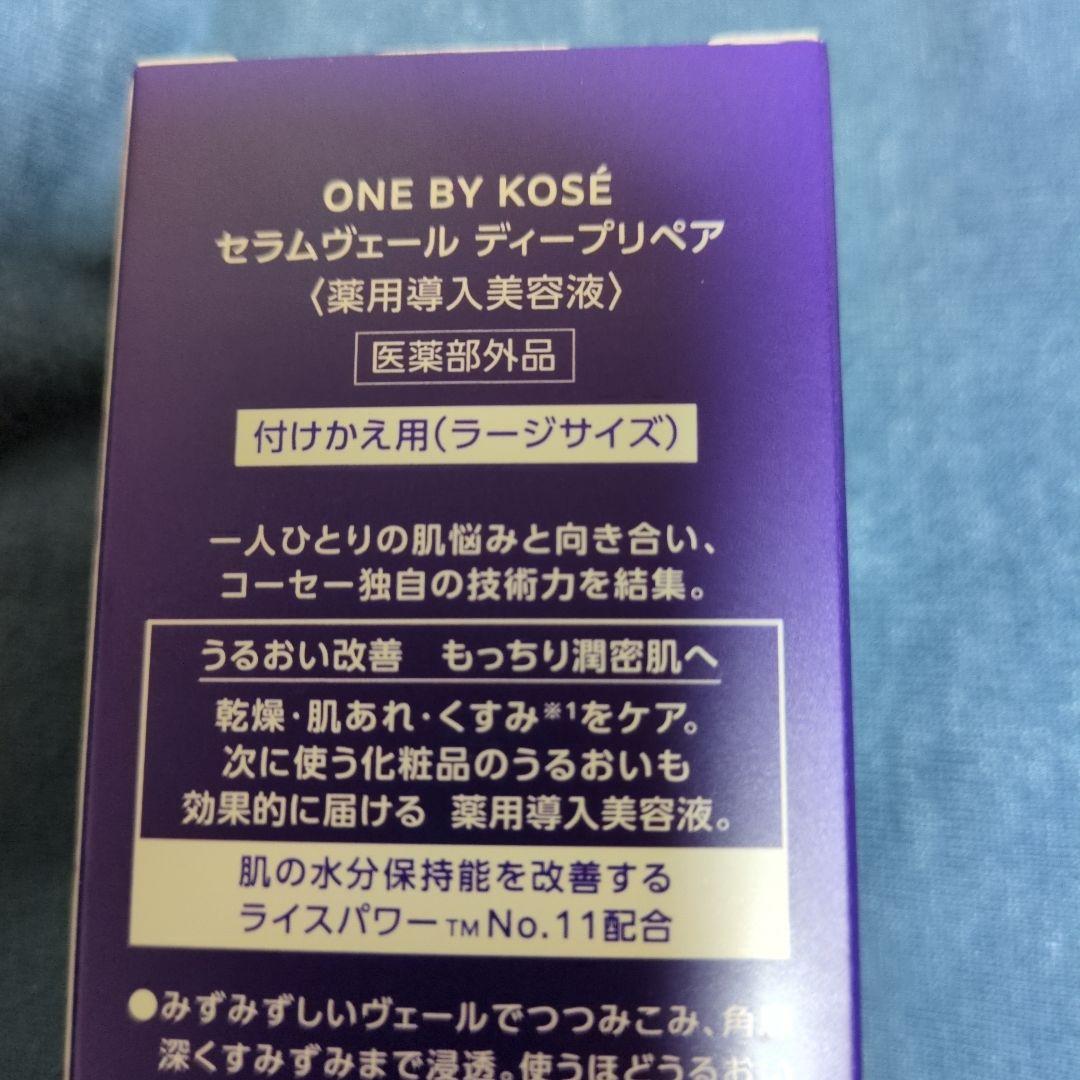 ONE BY KOSÉ
セラムヴェール ディープリペア
〈薬用導入美容液〉
医薬部外品
付けかえ用(ラージサイズ)
一人ひとりの肌悩みと向き合い、
コーセー独自の技術力を結集。
うるおい改善 もっちり潤密肌へ
乾燥・肌あれ・くすみ※1をケア。
次に使う化粧品のうるおいも
効果的に届ける 薬用導入美容液。
肌の水分保持能を改善する
ライスパワー™No.11配合
●みずみずしいヴェールでつつみこみ、角
深くすみずみまで浸透。使うほどうるお